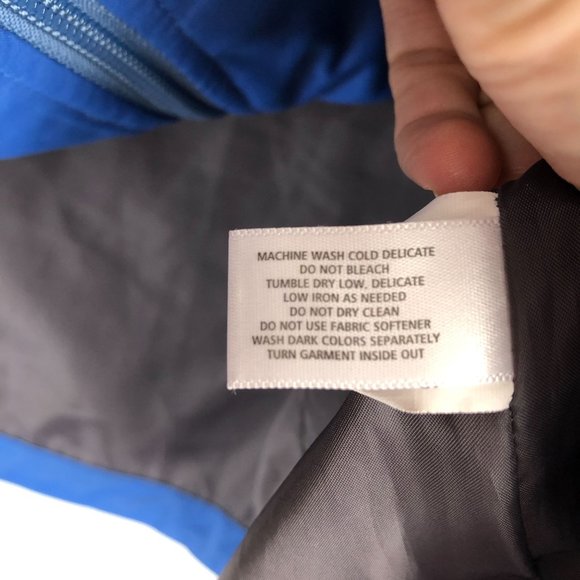 MACHINE WASH COLD DELICATE
DO NOT BLEACH
TUMBLE DRY LOW, DELICATE
LOW IRON AS NEEDED
DO NOT DRY CLEAN
DO NOT USE FABRIC SOFTENER
WASH DARK COLORS SEPARATELY
TURN GARMENT INSIDE OUT